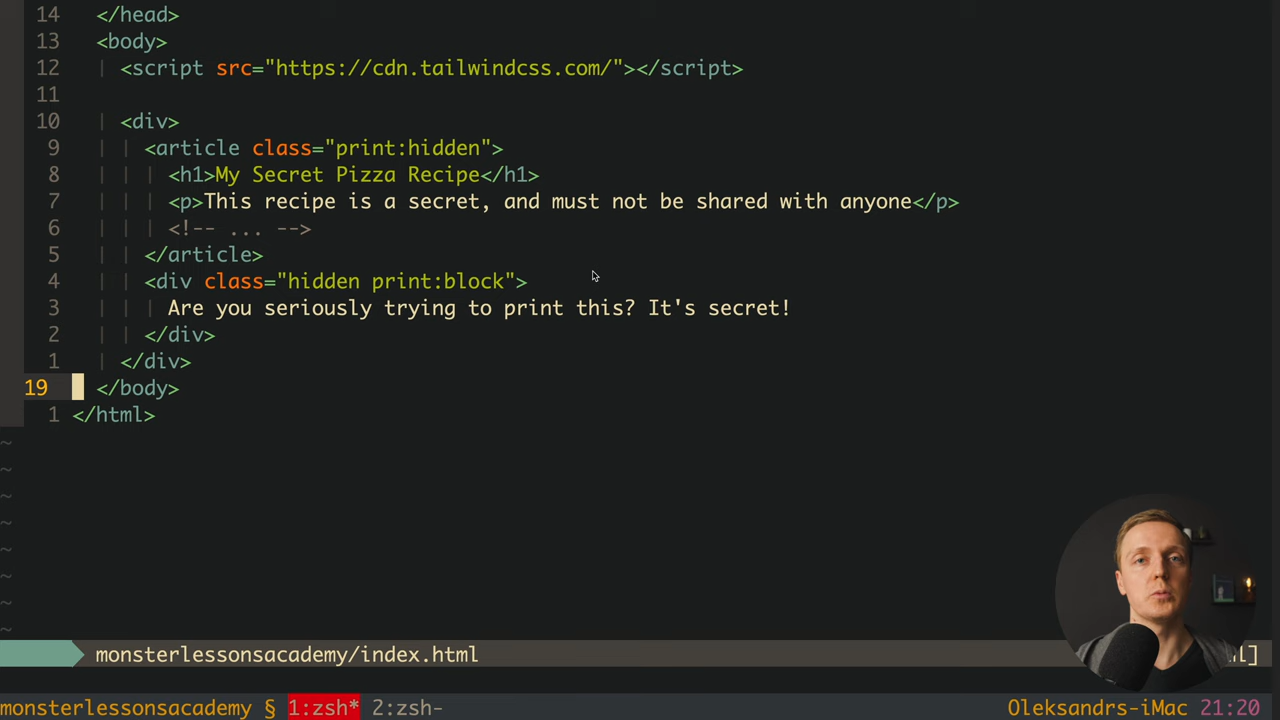 14 </head>
13 <body>
12 <script src="https://cdn.tailwindcss.com/"></script>
11
10 <div>
9 <article class="print:hidden">
8 <h1>My Secret Pizza Recipe</h1>
7 <p>This recipe is a secret, and must not be shared with anyone</p>
6 <!-- ... -->
5 </article>
4 <div class="hidden print:block">
3 Are you seriously trying to print this? It's secret!
2 </div>
1 </div>
19 </body>
1 </html>
~
~
~
~
~
~
~
~
monsterlessonsacademy/index.html l]
monsterlessonsacademy § 1:zsh* 2:zsh- Oleksandrs-iMac 21:20